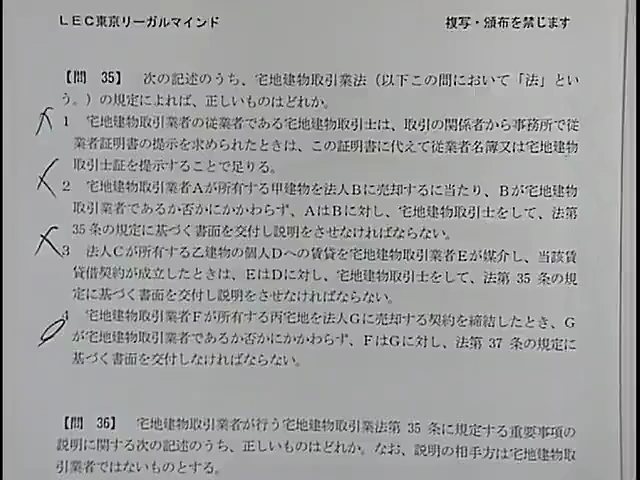 LEC東京リーガルマインド
複写・頒布を禁じます
【問 35】 次の記述のうち、宅地建物取引業法（以下この問において「法」とい
う。）の規定によれば、正しいものはどれか。
1 宅地建物取引業者の従業者である宅地建物取引士は、取引の関係者から事務所で従
業者証明書の提示を求められたときは、この証明書に代えて従業者名簿又は宅地建物
取引士証を提示することで足りる。
2 宅地建物取引業者Aが所有する甲建物を法人Bに売却するに当たり、Bが宅地建物
取引業者であるか否かにかかわらず、AはBに対し、宅地建物取引士をして、法第
35条の規定に基づく書面を交付し説明をさせなければならない。
3 法人Cが所有する乙建物の個人Dへの賃貸を宅地建物取引業者Eが媒介し、当該賃
貸借契約が成立したときは、EはDに対し、宅地建物取引士をして、法第 35 条の規
定に基づく書面を交付し説明をさせなければならない。
4 宅地建物取引業者Fが所有する丙宅地を法人Gに売却する契約を締結したとき、G
が宅地建物取引業者であるか否かにかかわらず、FはGに対し、法第 37 条の規定に
基づく書面を交付しなければならない。
【問 36】 宅地建物取引業者が行う宅地建物取引業法第 35 条に規定する重要事項の
説明に関する次の記述のうち、正しいものはどれか。なお、説明の相手方は宅地建物取
引業者ではないものとする。